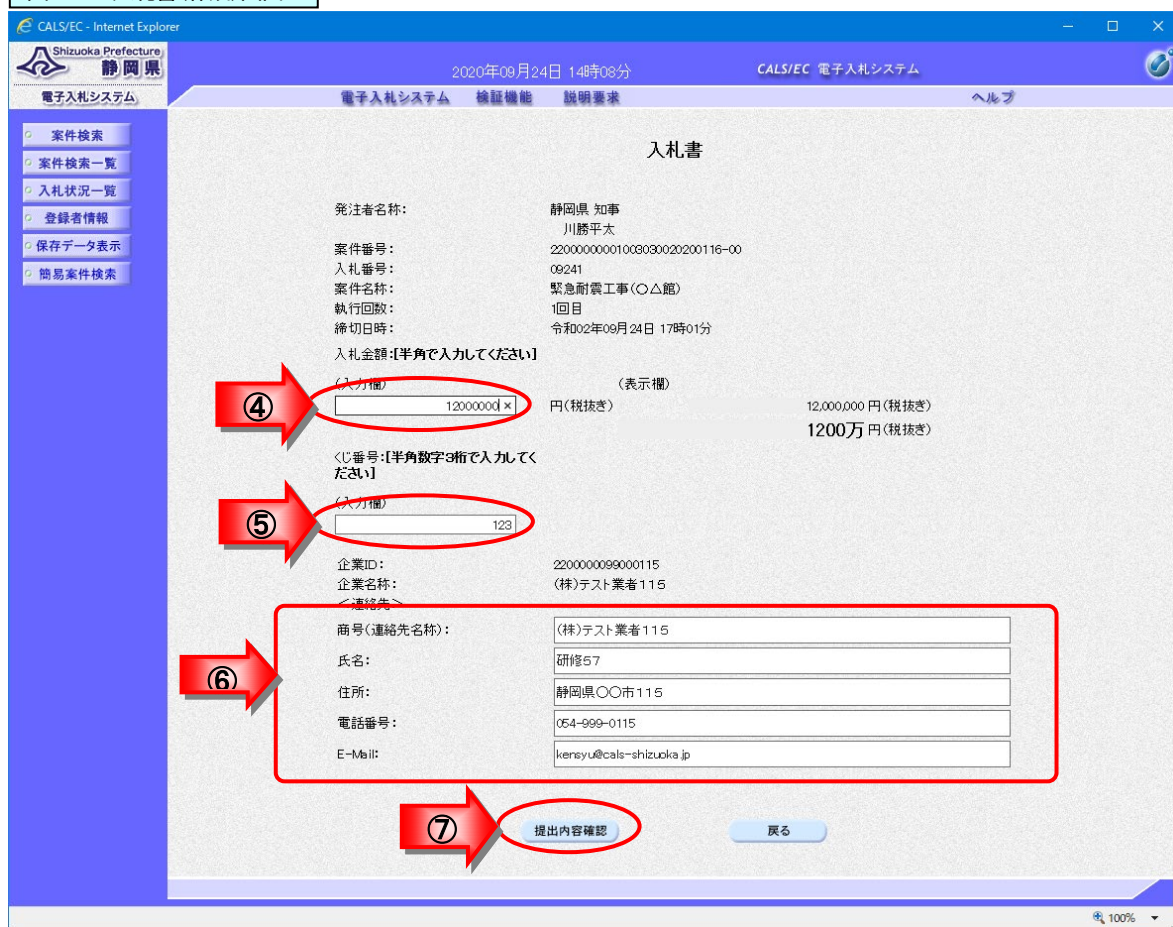 CALS/EC - Internet Explorer
Shizuoka Prefecture
静岡県
電子入札システム
2020年09月24日 14時08分
CALS/EC 電子入札システム
電子入札システム 検証機能 説明要求 ヘルプ
案件検索
案件検索一覧
入札状況一覧
登録者情報
保存データ表示
簡易案件検索
入札書
発注者名称: 静岡県 知事
川勝平太
案件番号: 2200000000100303002020​0116-00
入札番号: 09241
案件名称: 緊急耐震工事(○△館)
執行回数: 1回目
締切日時: 令和02年09月24日 17時01分
入札金額:[半角で入力してください]
(入力欄) (表示欄)
④ 12000000 × 円(税抜き) 12,000,000 円(税抜き)
1200万 円(税抜き)
くじ番号:[半角数字3桁で入力してく
ださい]
(入力欄)
⑤ 123
企業ID: 2200000099000115
企業名称: (株)テスト業者115
<連絡先>
商号(連絡先名称): (株)テスト業者115
⑥
氏名: 研修57
住所: 静岡県○○市115
電話番号: 054-999-0115
E-Mail: kensyu@cals-shizuoka.jp
⑦ 提出内容確認 戻る
100%